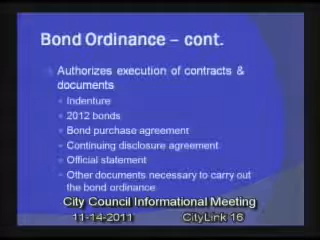 Bond Ordinance – cont.
Authorizes execution of contracts &
documents
Indenture
2012 bonds
Bond purchase agreement
Continuing disclosure agreement
Official statement
Other documents necessary to carry out
the bond ordinance
City Council Informational Meeting
11-14-2011 CityLink 16